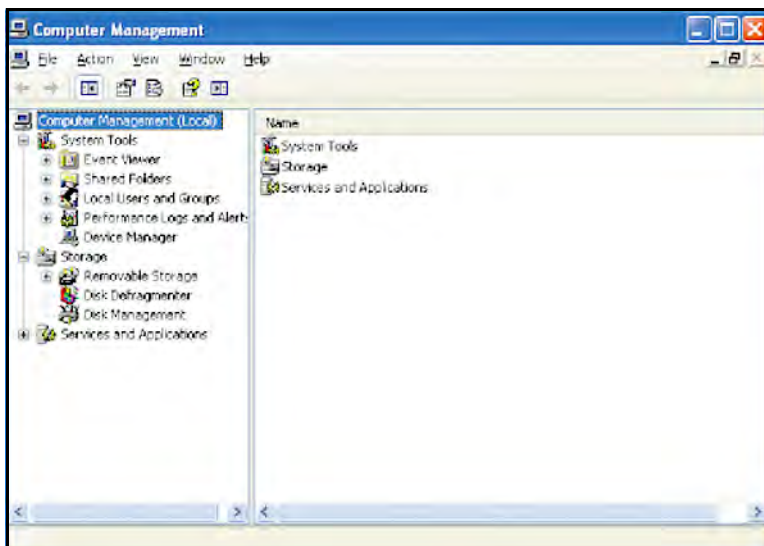 Computer Management
File Action View Window Help
Computer Management (Local)
System Tools
Event Viewer
Shared Folders
Local Users and Groups
Performance Logs and Alert
Device Manager
Storage
Removable Storage
Disk Defragmenter
Disk Management
Services and Applications
Name
System Tools
Storage
Services and Applications